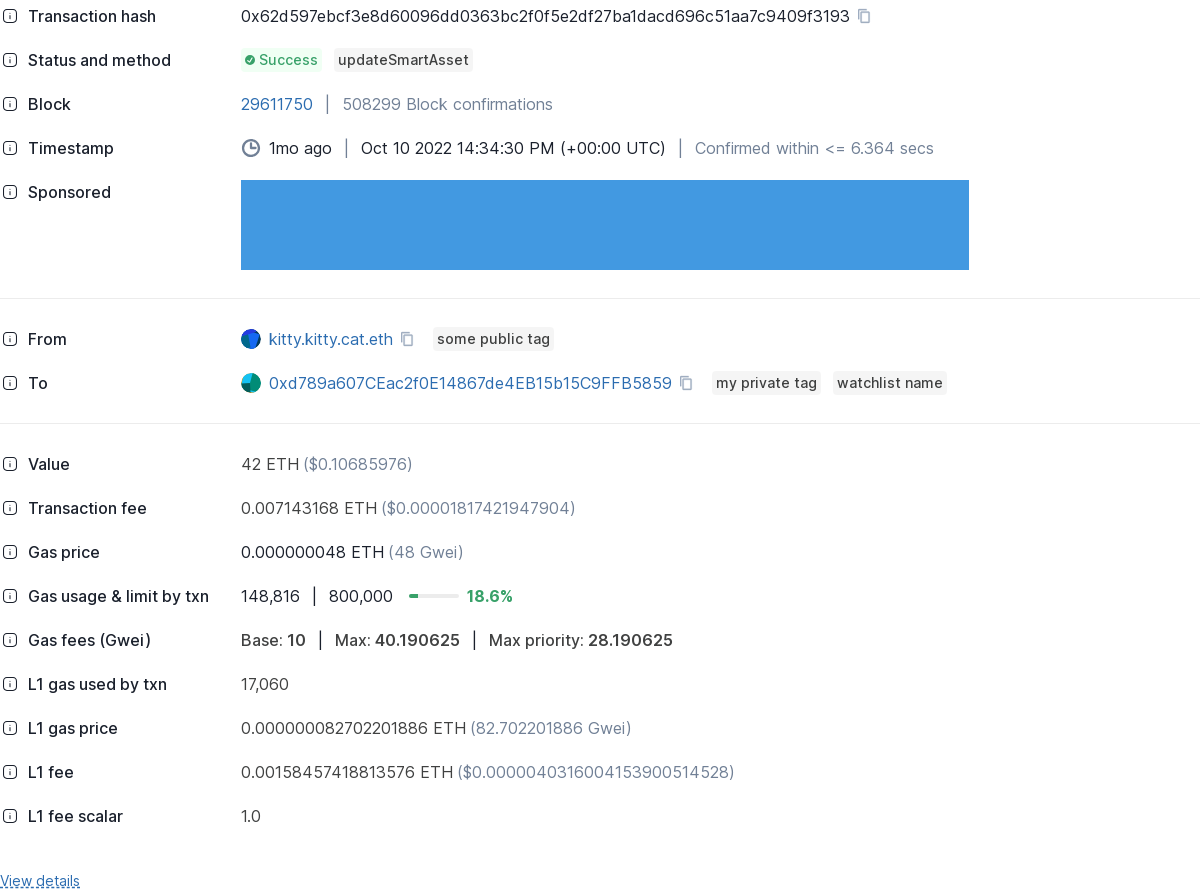 Transaction hash 0x62d597ebcf3e8d60096dd0363bc2f0f5e2df27ba1dacd696c51aa7c9409f3193
Status and method Success updateSmartAsset
Block 29611750 | 508299 Block confirmations
Timestamp 1mo ago | Oct 10 2022 14:34:30 PM (+00:00 UTC) | Confirmed within <= 6.364 secs
Sponsored
From kitty.kitty.cat.eth some public tag
To 0xd789a607CEac2f0E14867de4EB15b15C9FFB5859 my private tag watchlist name
Value 42 ETH ($0.10685976)
Transaction fee 0.007143168 ETH ($0.00001817421947904)
Gas price 0.000000048 ETH (48 Gwei)
Gas usage & limit by txn 148,816 | 800,000 18.6%
Gas fees (Gwei) Base: 10 | Max: 40.190625 | Max priority: 28.190625
L1 gas used by txn 17,060
L1 gas price 0.000000082702201886 ETH (82.702201886 Gwei)
L1 fee 0.00158457418813576 ETH ($0.0000040316004153900514528)
L1 fee scalar 1.0
View details